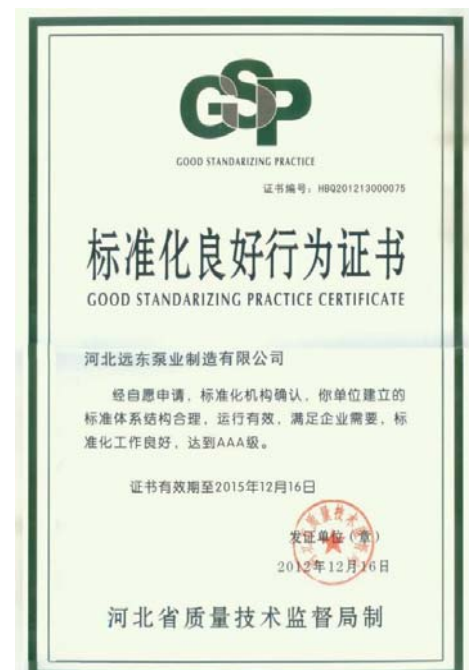 GSP
GOOD STANDARIZING PRACTICE
证书编号：HBQ201213000075
标准化良好行为证书
GOOD STANDARIZING PRACTICE CERTIFICATE
河北远东泵业制造有限公司
经自愿申请，标准化机构确认，你单位建立的
标准体系结构合理，运行有效，满足企业需要，标
准化工作良好，达到AAA级。
证书有效期至2015年12月16日
发证单位（章）
2012年12月16日
河北省质量技术监督局制